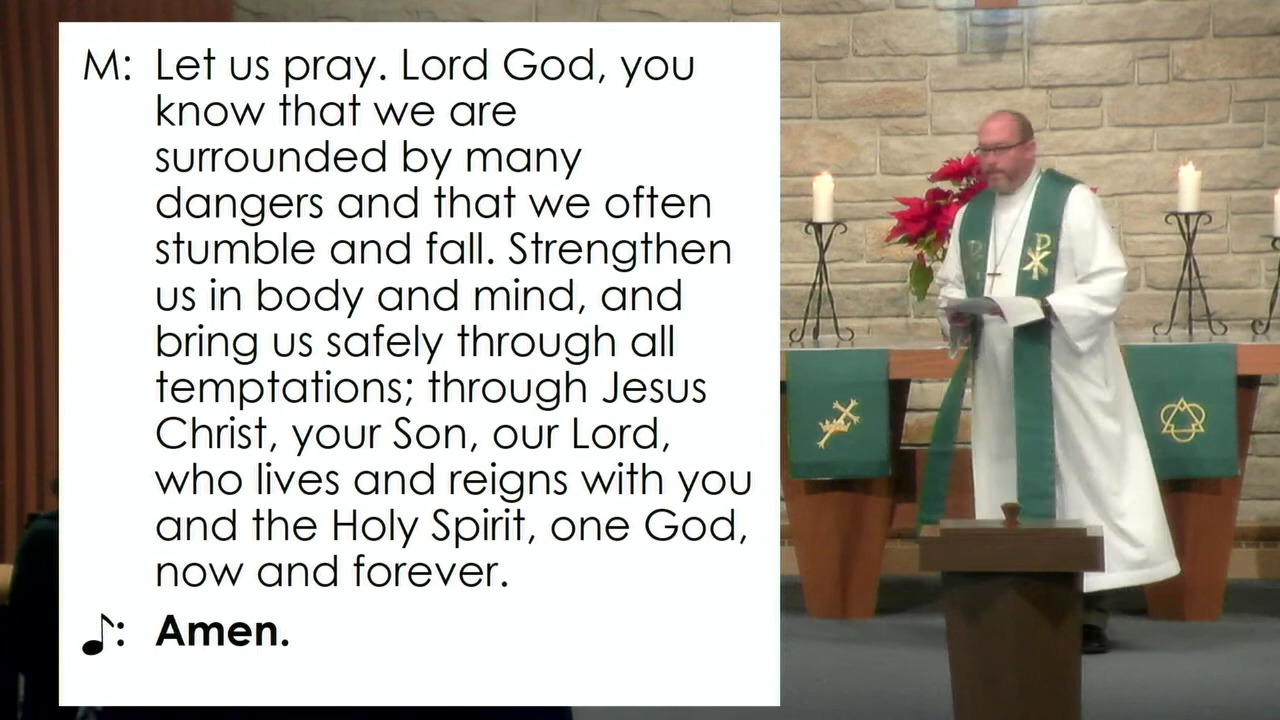 M: Let us pray. Lord God, you
know that we are
surrounded by many
dangers and that we often
stumble and fall. Strengthen
us in body and mind, and
bring us safely through all
temptations; through Jesus
Christ, your Son, our Lord,
who lives and reigns with you
and the Holy Spirit, one God,
now and forever.
♪: Amen.